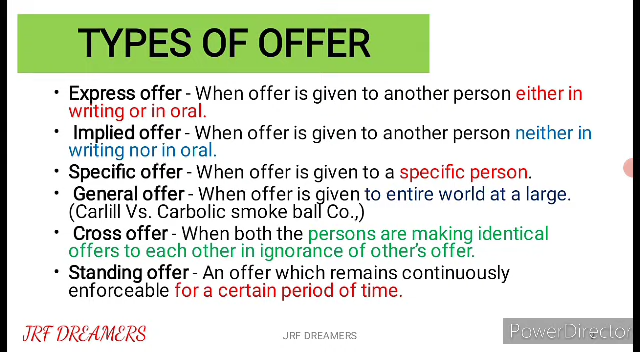 TYPES OF OFFER
• Express offer - When offer is given to another person either in
writing or in oral.
• Implied offer - When offer is given to another person neither in
writing nor in oral.
• Specific offer - When offer is given to a specific person.
• General offer - When offer is given to entire world at a large.
(Carlill Vs. Carbolic smoke ball Co.,)
• Cross offer - When both the persons are making identical
offers to each other in ignorance of other's offer.
• Standing offer - An offer which remains continuously
enforceable for a certain period of time.
JRF DREAMERS
JRF DREAMERS
PowerDirector